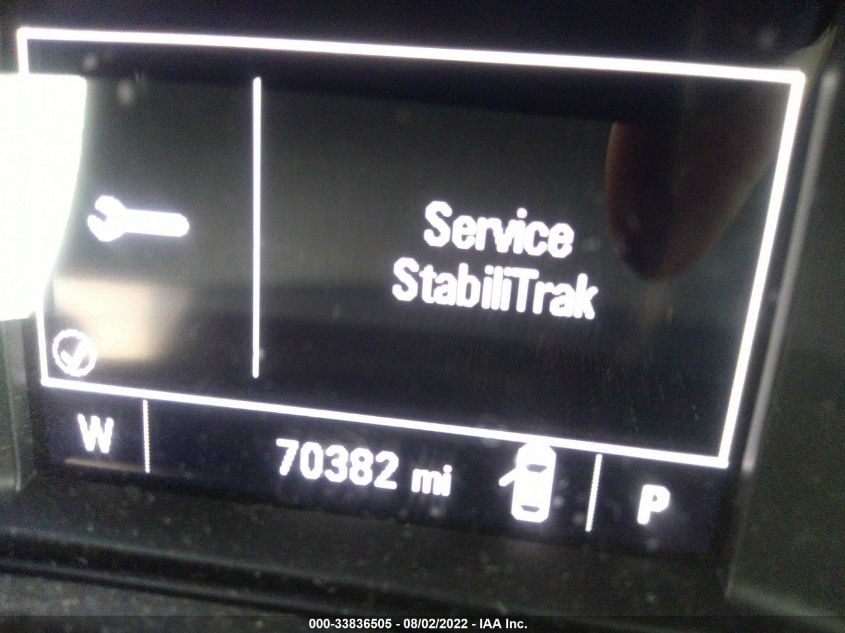 Service
StabiliTrak
W 70382 mi P
000-33836505 - 08/02/2022 - IAA Inc.